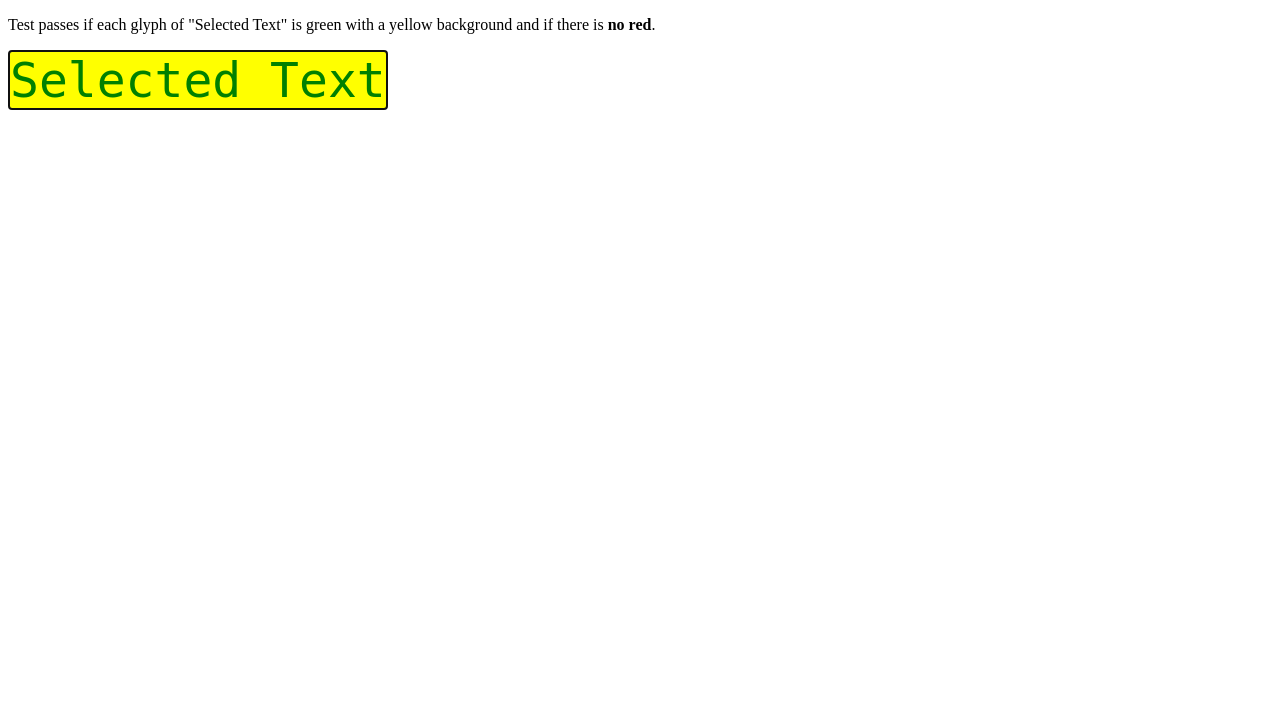 Test passes if each glyph of "Selected Text" is green with a yellow background and if there is no red.
Selected Text